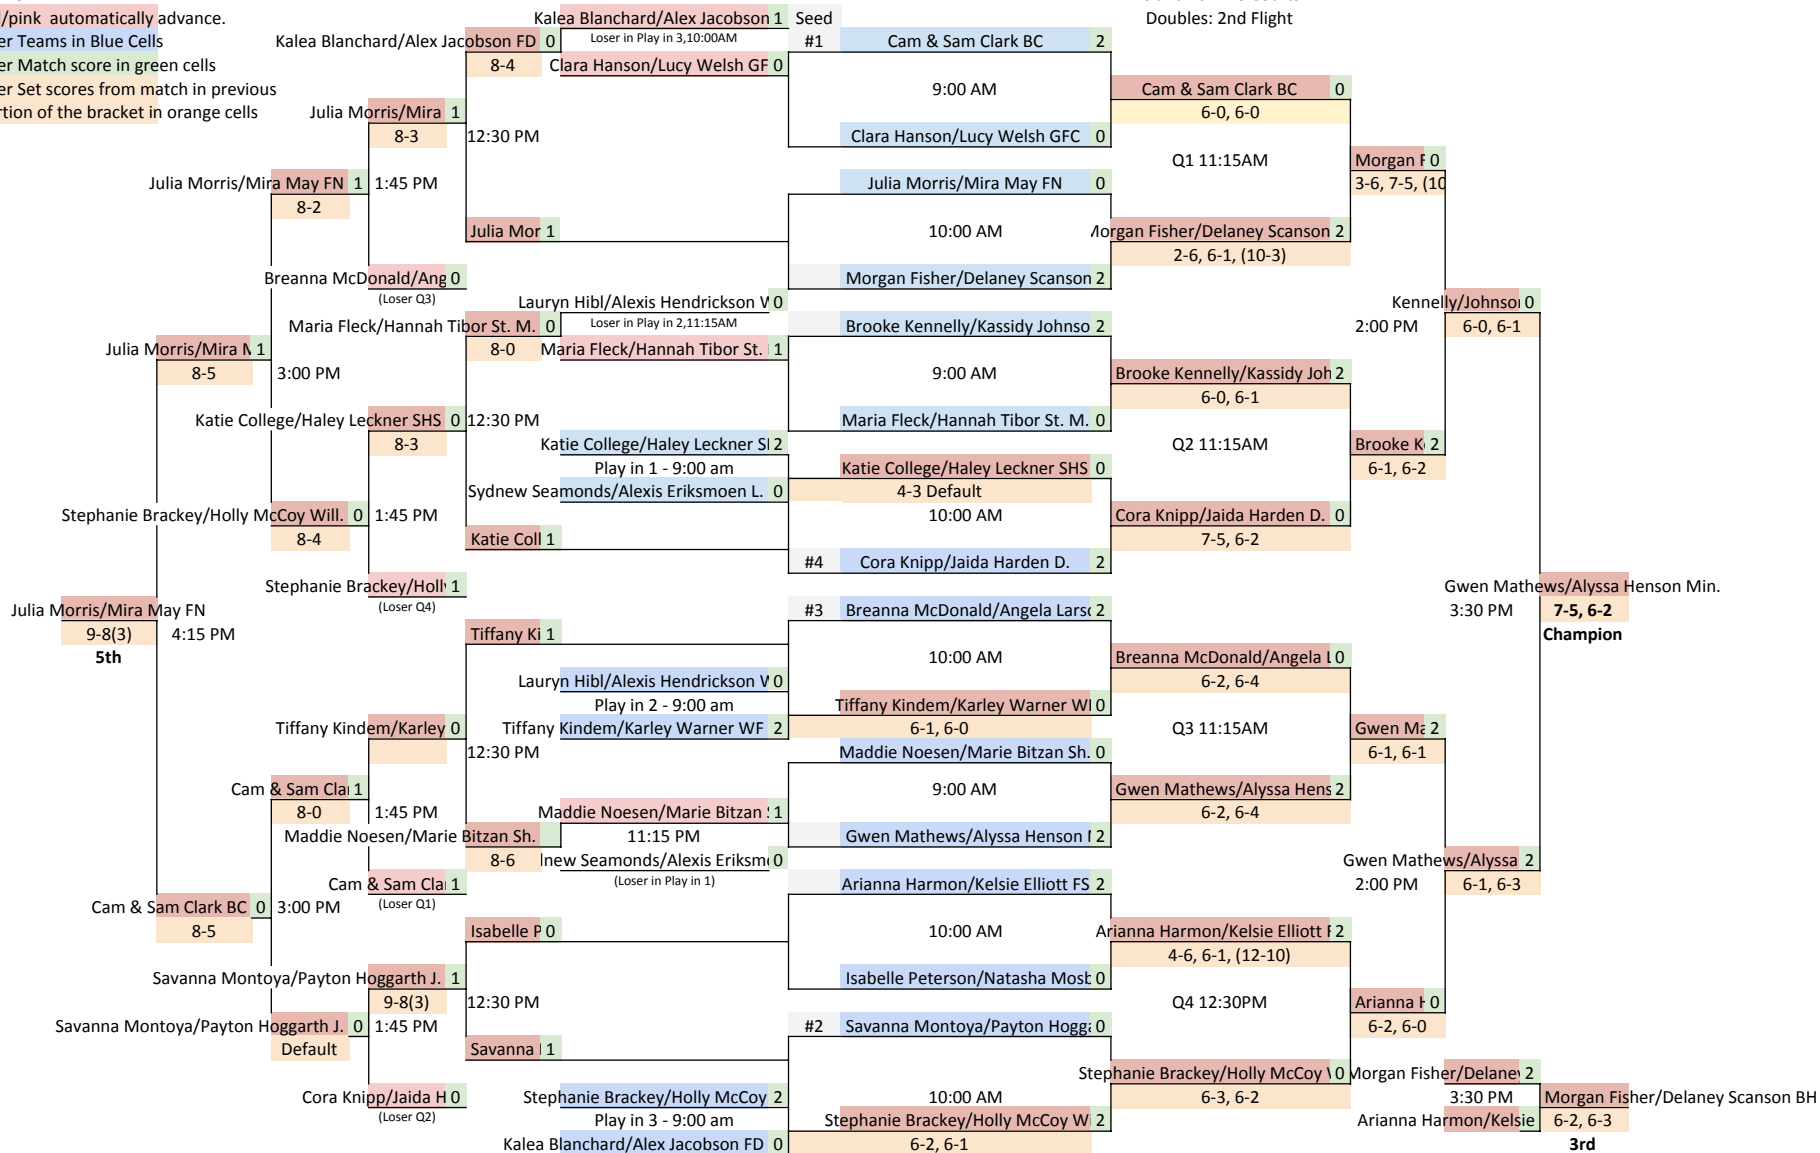 /pink automatically advance.
er Teams in Blue Cells
er Match score in green cells
er Set scores from match in previous
rtion of the bracket in orange cells
Doubles: 2nd Flight
Kalea Blanchard/Alex Jacobson 1 Seed
Kalea Blanchard/Alex Jacobson FD 0
Loser in Play in 3,10:00AM
#1 Cam & Sam Clark BC 2
8-4 Clara Hanson/Lucy Welsh GF 0
9:00 AM
Cam & Sam Clark BC 0
6-0, 6-0
Julia Morris/Mira 1
8-3 12:30 PM
Clara Hanson/Lucy Welsh GFC 0
Q1 11:15AM
Morgan F 0
3-6, 7-5, (10
Julia Morris/Mira May FN 1 1:45 PM
8-2
Julia Morris/Mira May FN 0
Julia Mor 1
10:00 AM
Morgan Fisher/Delaney Scanson 2
2-6, 6-1, (10-3)
Breanna McDonald/Ang 0
(Loser Q3)
Morgan Fisher/Delaney Scanson 2
Lauryn Hibl/Alexis Hendrickson W 0
Kennelly/Johnso 0
2:00 PM 6-0, 6-1
Maria Fleck/Hannah Tibor St. M. 0
Loser in Play in 2,11:15AM
Brooke Kennelly/Kassidy Johnso 2
Julia Morris/Mira M 1
8-5 3:00 PM
8-0 Maria Fleck/Hannah Tibor St. 1
9:00 AM
Brooke Kennelly/Kassidy Joh 2
6-0, 6-1
Katie College/Haley Leckner SHS 0 12:30 PM
8-3
Maria Fleck/Hannah Tibor St. M. 0
Katie College/Haley Leckner S 2
Q2 11:15AM
Brooke K 2
6-1, 6-2
Play in 1 - 9:00 am
Katie College/Haley Leckner SHS 0
Sydnew Seamonds/Alexis Eriksmoen L. 0
4-3 Default
Stephanie Brackey/Holly McCoy Will. 0 1:45 PM
8-4
10:00 AM
Cora Knipp/Jaida Harden D. 0
7-5, 6-2
Katie Coll 1
#4 Cora Knipp/Jaida Harden D. 2
Stephanie Brackey/Holly 1
(Loser Q4)
Gwen Mathews/Alyssa Henson Min.
3:30 PM 7-5, 6-2
Champion
Julia Morris/Mira May FN
9-8(3) 4:15 PM
5th
#3 Breanna McDonald/Angela Larso 2
Tiffany Ki 1
10:00 AM
Breanna McDonald/Angela L 0
6-2, 6-4
Lauryn Hibl/Alexis Hendrickson W 0
Play in 2 - 9:00 am
Tiffany Kindem/Karley Warner W 0
Tiffany Kindem/Karley Warner WF 2
6-1, 6-0
Tiffany Kindem/Karley 0
12:30 PM
Q3 11:15AM
Gwen Ma 2
6-1, 6-1
Maddie Noesen/Marie Bitzan Sh. 0
Cam & Sam Cla 1
8-0 1:45 PM
9:00 AM
Gwen Mathews/Alyssa Hens 2
6-2, 6-4
Maddie Noesen/Marie Bitzan 1
Maddie Noesen/Marie Bitzan Sh.
11:15 PM
Gwen Mathews/Alyssa Henson 2
8-6 new Seamonds/Alexis Eriksm 0
(Loser in Play in 1)
Gwen Mathews/Alyssa 2
2:00 PM 6-1, 6-3
Cam & Sam Cla 1
(Loser Q1)
Arianna Harmon/Kelsie Elliott FS 2
Cam & Sam Clark BC 0 3:00 PM
8-5
Isabelle P 0
10:00 AM
Arianna Harmon/Kelsie Elliott F 2
4-6, 6-1, (12-10)
Savanna Montoya/Payton Hoggarth J. 1
9-8(3) 12:30 PM
Isabelle Peterson/Natasha Mosb 0
Q4 12:30PM
Arianna H 0
6-2, 6-0
Savanna Montoya/Payton Hoggarth J. 0 1:45 PM
Default
#2 Savanna Montoya/Payton Hogga 0
Savanna 1
Stephanie Brackey/Holly McCoy 0
6-3, 6-2
Morgan Fisher/Delaney 2
Cora Knipp/Jaida H 0
(Loser Q2)
Stephanie Brackey/Holly McCoy 2
10:00 AM
3:30 PM Morgan Fisher/Delaney Scanson BH
Play in 3 - 9:00 am
Stephanie Brackey/Holly McCoy Wi 2
Arianna Harmon/Kelsie 6-2, 6-3
Kalea Blanchard/Alex Jacobson FD 0
6-2, 6-1
3rd